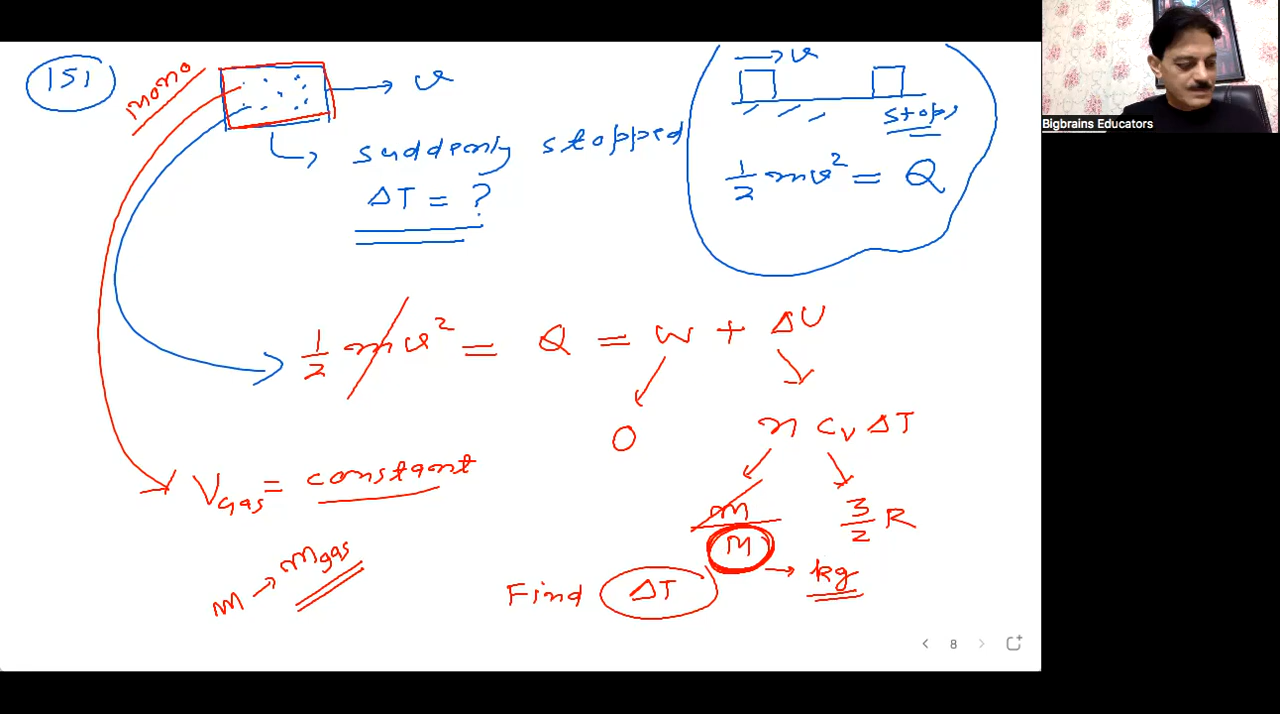 151
mono
v
suddenly stopped
ΔT = ?
v
stops
1/2 mv² = Q
1/2 mv² = Q = W + ΔU
0
n Cv ΔT
Vgas = constant
m/M
3/2 R
m → mgas
kg
Find ΔT
Bigbrains Educators
8